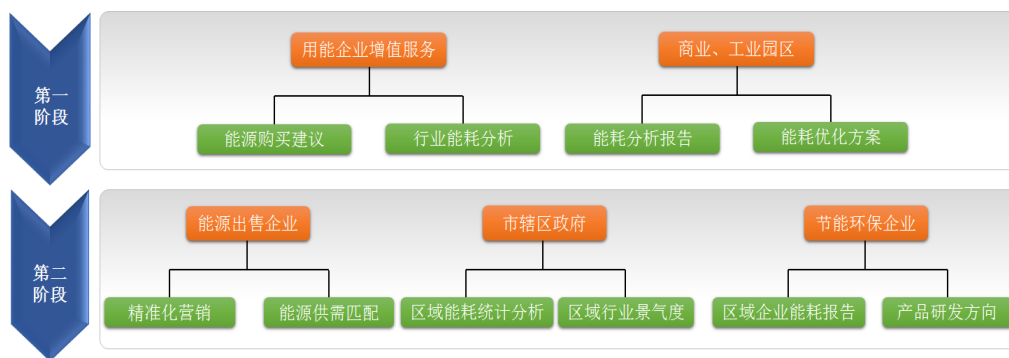 第一
阶段
用能企业增值服务
商业、工业园区
能源购买建议
行业能耗分析
能耗分析报告
能耗优化方案
第二
阶段
能源出售企业
市辖区政府
节能环保企业
精准化营销
能源供需匹配
区域能耗统计分析
区域行业景气度
区域企业能耗报告
产品研发方向